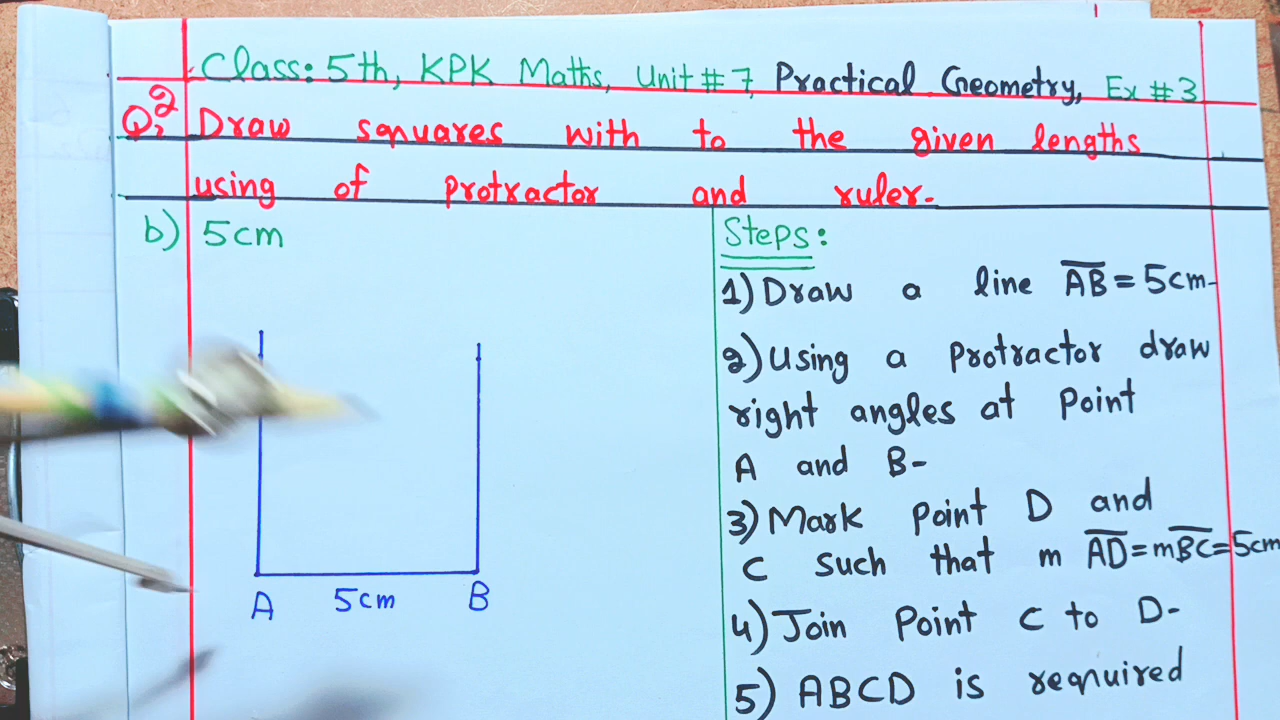 Class: 5th, KPK Maths, Unit # 7, Practical Geometry, Ex # 3
Q,2 Draw squares with to the given lengths
using of protractor and ruler.
b) 5cm
A 5cm B
Steps:
1) Draw a line AB = 5cm-
2) Using a Protractor draw
right angles at Point
A and B-
3) Mark Point D and
C such that m AD = mBC = 5cm
4) Join Point C to D-
5) ABCD is required